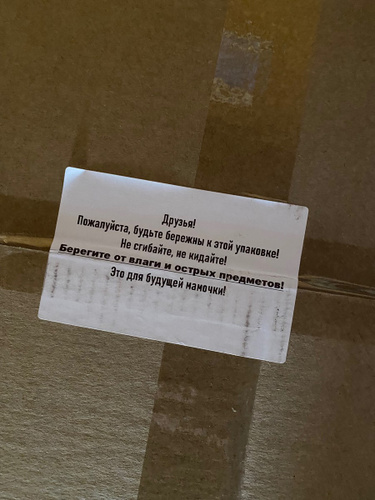 Друзья!
Пожалуйста, будьте бережны к этой упаковке!
Не сгибайте, не кидайте!
Берегите от влаги и острых предметов!
Это для будущей мамочки!